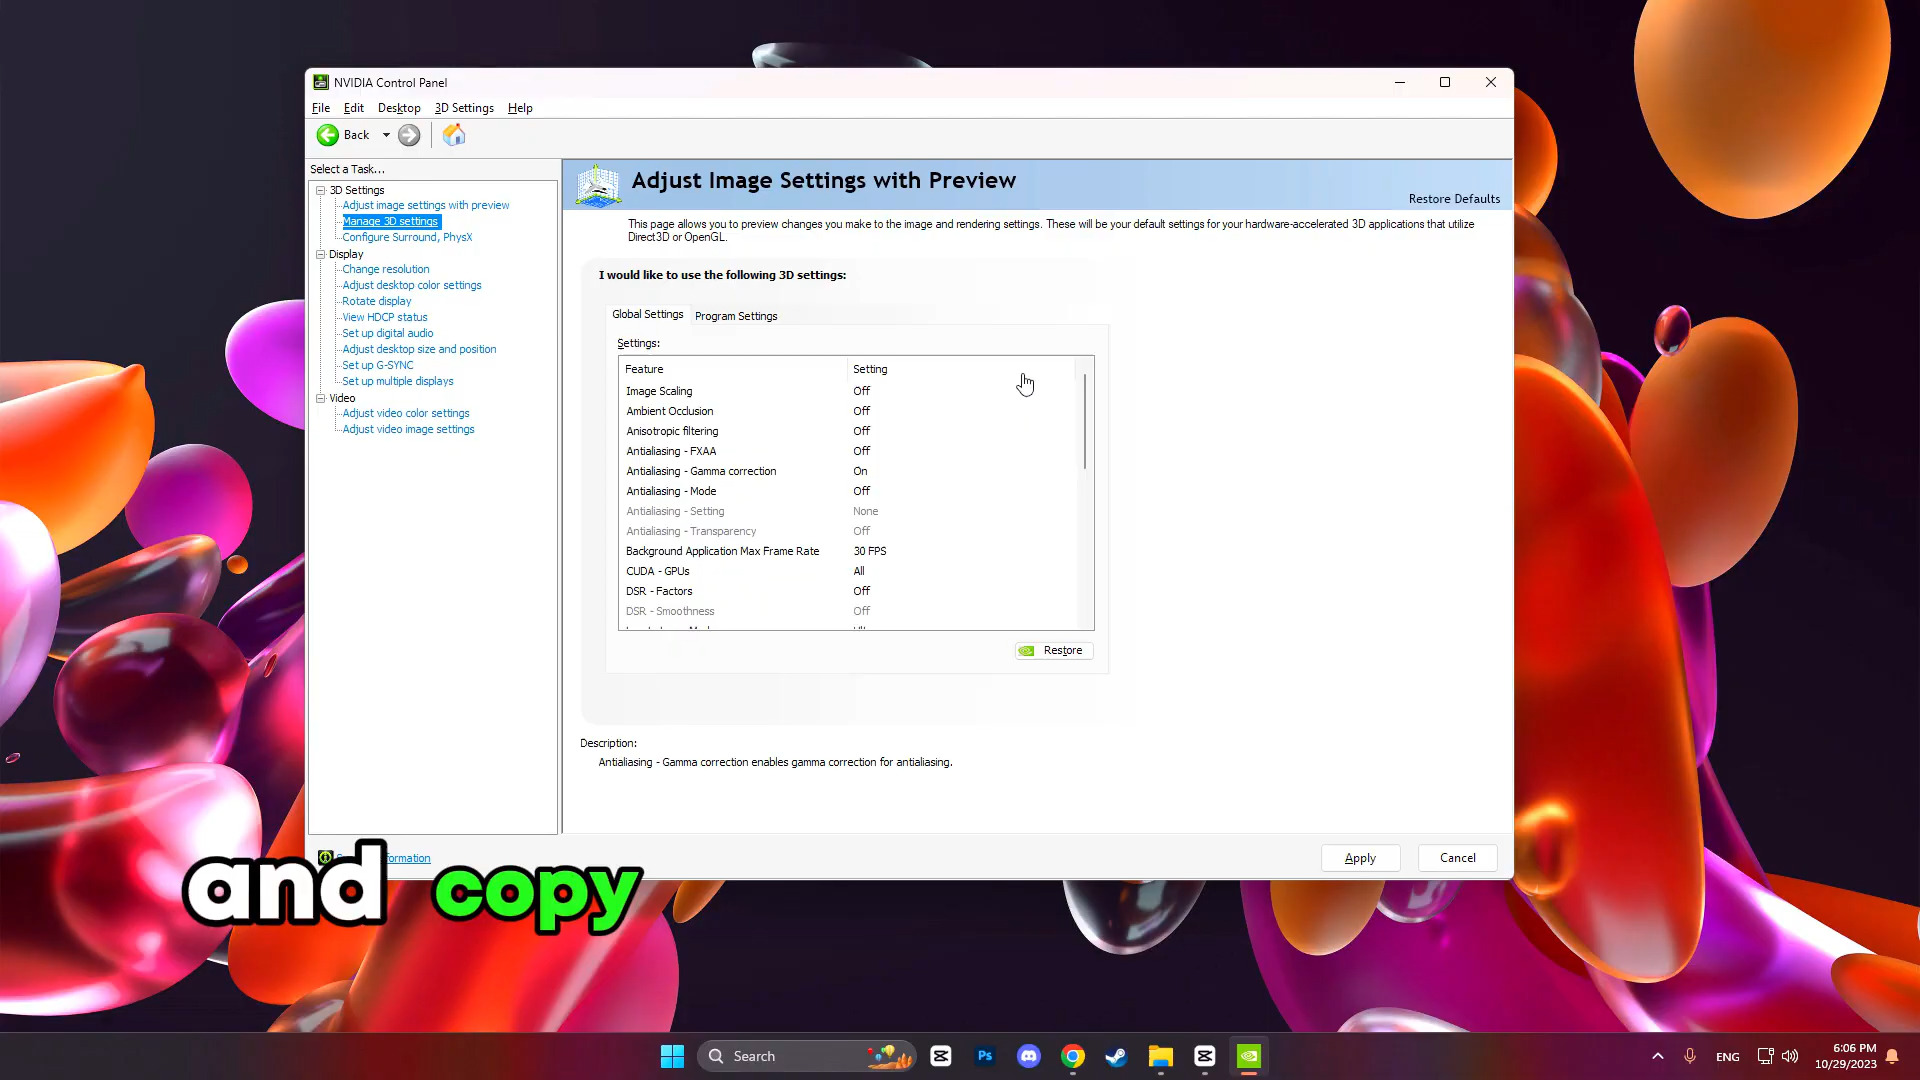 NVIDIA Control Panel
File Edit Desktop 3D Settings Help
Back
Select a Task...
3D Settings
Adjust image settings with preview
Manage 3D settings
Configure Surround, PhysX
Display
Change resolution
Adjust desktop color settings
Rotate display
View HDCP status
Set up digital audio
Adjust desktop size and position
Set up G-SYNC
Set up multiple displays
Video
Adjust video color settings
Adjust video image settings
Adjust Image Settings with Preview
Restore Defaults
This page allows you to preview changes you make to the image and rendering settings. These will be your default settings for your hardware-accelerated 3D applications that utilize
Direct3D or OpenGL.
I would like to use the following 3D settings:
Global Settings Program Settings
Settings:
Feature Setting
Image Scaling Off
Ambient Occlusion Off
Anisotropic filtering Off
Antialiasing - FXAA Off
Antialiasing - Gamma correction On
Antialiasing - Mode Off
Antialiasing - Setting None
Antialiasing - Transparency Off
Background Application Max Frame Rate 30 FPS
CUDA - GPUs All
DSR - Factors Off
DSR - Smoothness Off
Restore
Description:
Antialiasing - Gamma correction enables gamma correction for antialiasing.
Apply Cancel
and copy
Search
Ps
ENG
6:06 PM
10/29/2023